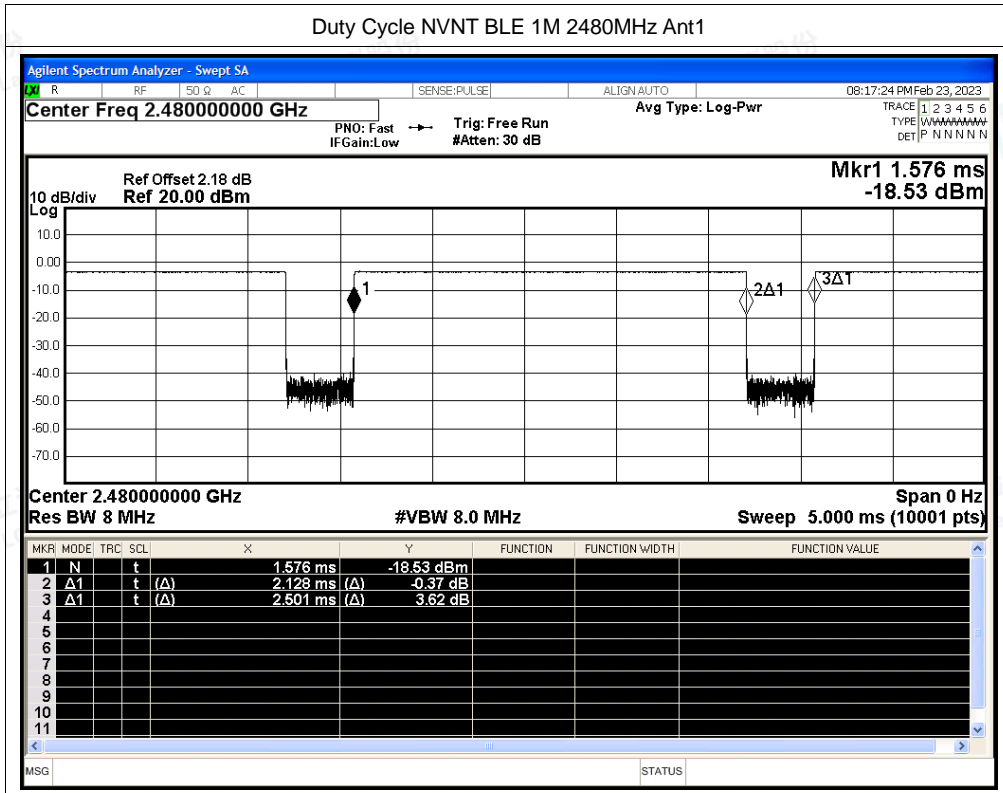 Duty Cycle NVNT BLE 1M 2480MHz Ant1
Agilent Spectrum Analyzer - Swept SA
LXI R RF 50 Ω AC SENSE:PULSE ALIGN AUTO 08:17:24 PM Feb 23, 2023
Center Freq 2.480000000 GHz Avg Type: Log-Pwr TRACE 1 2 3 4 5 6
PNO: Fast Trig: Free Run TYPE WWWWWW
IFGain:Low #Atten: 30 dB DET P N N N N N
Mkr1 1.576 ms
Ref Offset 2.18 dB
10 dB/div Ref 20.00 dBm -18.53 dBm
Log
10.0
0.00
-10.0
-20.0
-30.0
-40.0
-50.0
-60.0
-70.0
1 2Δ1 3Δ1
Center 2.480000000 GHz Span 0 Hz
Res BW 8 MHz #VBW 8.0 MHz Sweep 5.000 ms (10001 pts)
MKR MODE TRC SCL X Y FUNCTION FUNCTION WIDTH FUNCTION VALUE
1 N t 1.576 ms -18.53 dBm
2 Δ1 t (Δ) 2.128 ms (Δ) -0.37 dB
3 Δ1 t (Δ) 2.501 ms (Δ) 3.62 dB
4
5
6
7
8
9
10
11
MSG STATUS